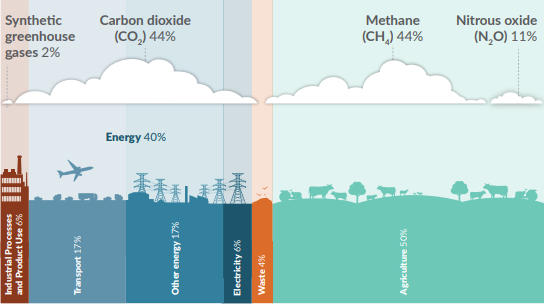 Synthetic
greenhouse
gases 2%
Carbon dioxide
(CO₂) 44%
Methane
(CH₄) 44%
Nitrous oxide
(N₂O) 11%
Energy 40%
Industrial Processes
and Product Use 6%
Transport 17%
Other energy 17%
Electricity 6%
Waste 4%
Agriculture 50%